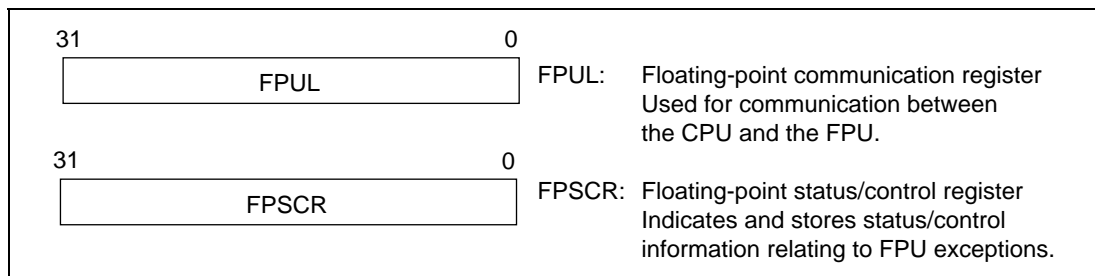 31 0
FPUL
FPUL: Floating-point communication register
Used for communication between
the CPU and the FPU.
31 0
FPSCR
FPSCR: Floating-point status/control register
Indicates and stores status/control
information relating to FPU exceptions.